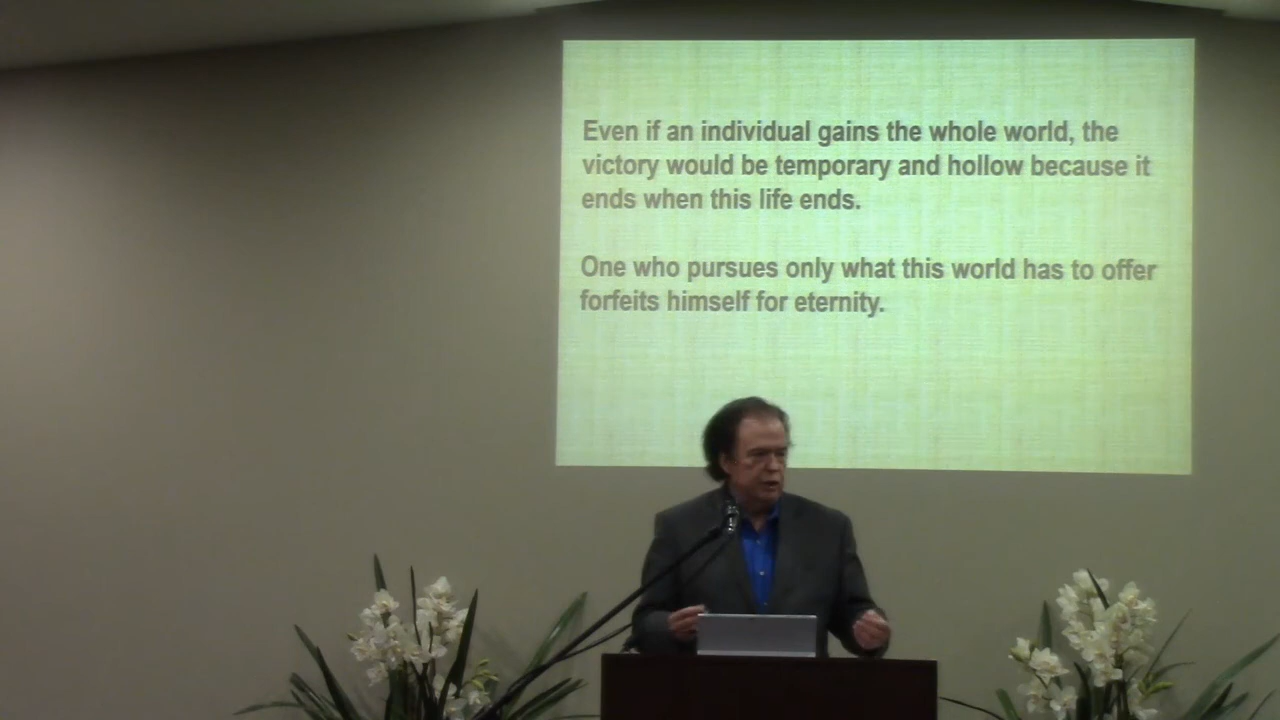 Even if an individual gains the whole world, the
victory would be temporary and hollow because it
ends when this life ends.
One who pursues only what this world has to offer
forfeits himself for eternity.